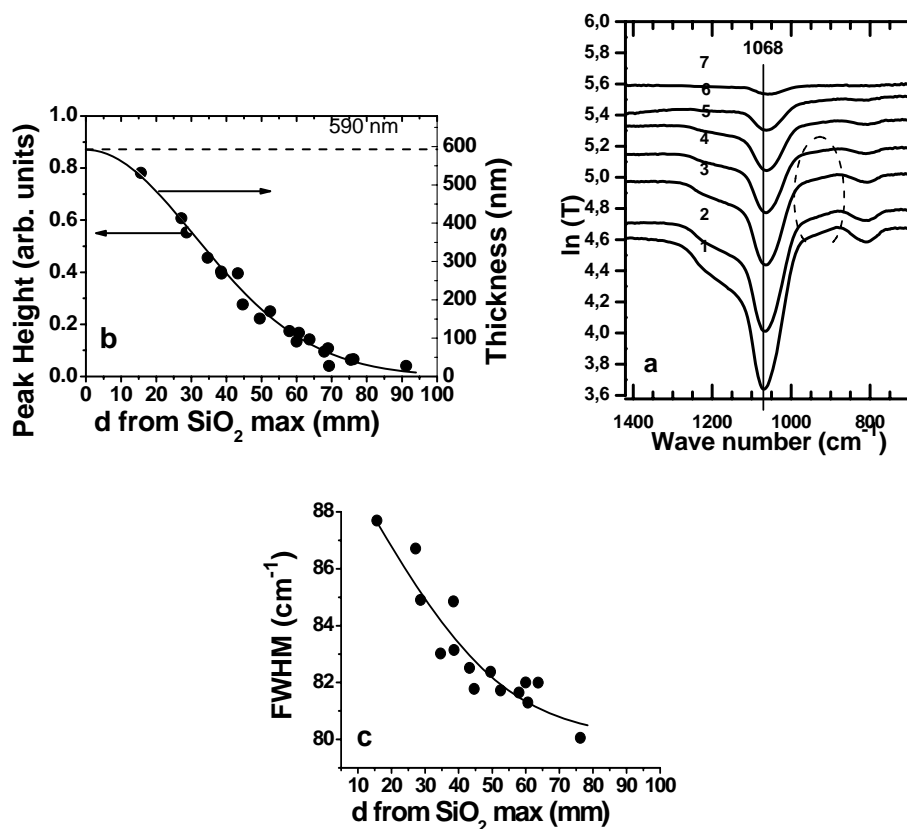 1.0
0.8
0.6
0.4
0.2
0.0
Peak Height (arb. units)
590 nm
600
500
400
300
200
100
0
Thickness (nm)
b
0 10 20 30 40 50 60 70 80 90 100
d from SiO₂ max (mm)
6,0
5,8
5,6
5,4
5,2
5,0
4,8
4,6
4,4
4,2
4,0
3,8
3,6
ln (T)
1068
7
6
5
4
3
2
1
a
1400 1200 1000 800
Wave number (cm⁻¹)
88
86
84
82
80
FWHM (cm⁻¹)
c
10 20 30 40 50 60 70 80 90 100
d from SiO₂ max (mm)